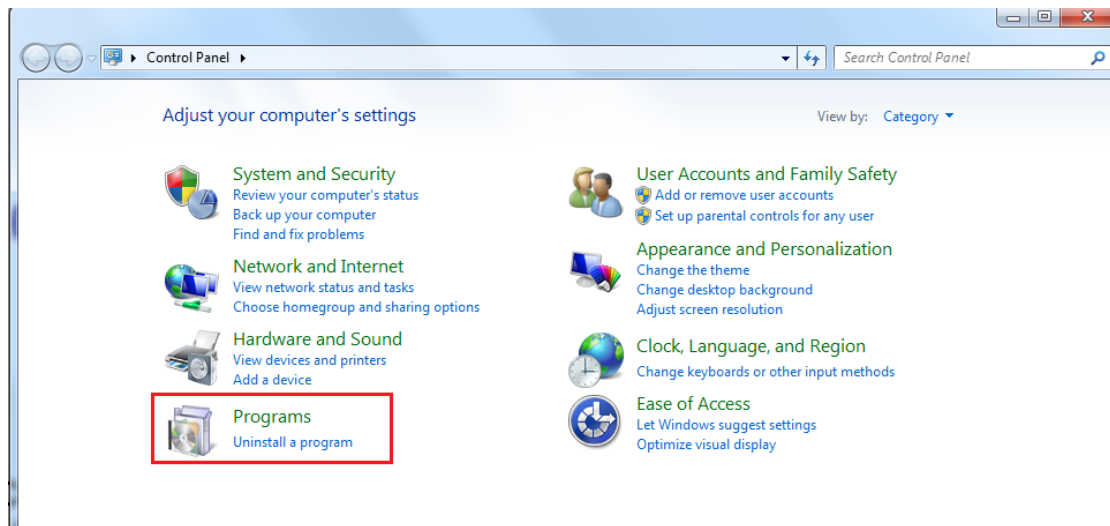 Control Panel
Search Control Panel
Adjust your computer's settings
View by: Category
System and Security
Review your computer's status
Back up your computer
Find and fix problems
Network and Internet
View network status and tasks
Choose homegroup and sharing options
Hardware and Sound
View devices and printers
Add a device
Programs
Uninstall a program
User Accounts and Family Safety
Add or remove user accounts
Set up parental controls for any user
Appearance and Personalization
Change the theme
Change desktop background
Adjust screen resolution
Clock, Language, and Region
Change keyboards or other input methods
Ease of Access
Let Windows suggest settings
Optimize visual display